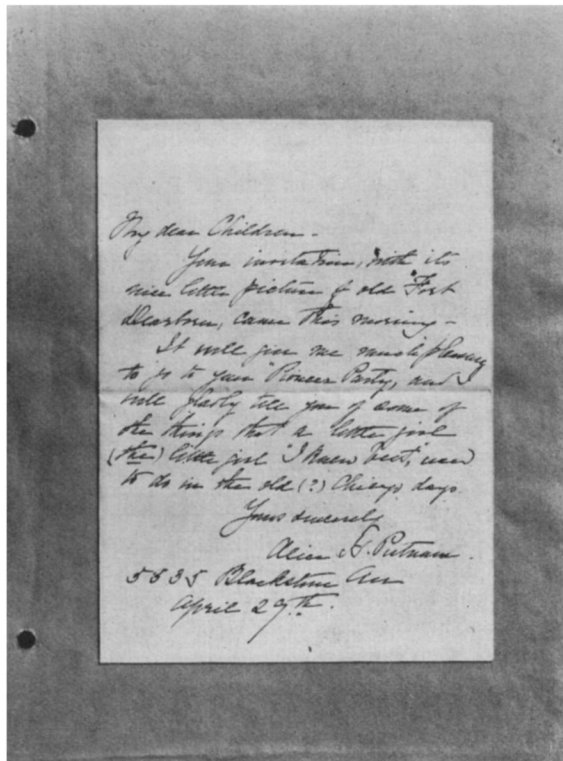 My dear Children -
Your invitation, with its
nice little picture of old "Fort
Dearborn, came this morning -
It will give me much pleasure
to go to your Pioneer Party, and
will gladly tell you of some of
the things that a little girl
(the) little girl "I knew best," used
to do in the old (?) Chicago days.
Yours sincerely
Alice H. Putnam.
5535 Blackstone Ave
April 29th.